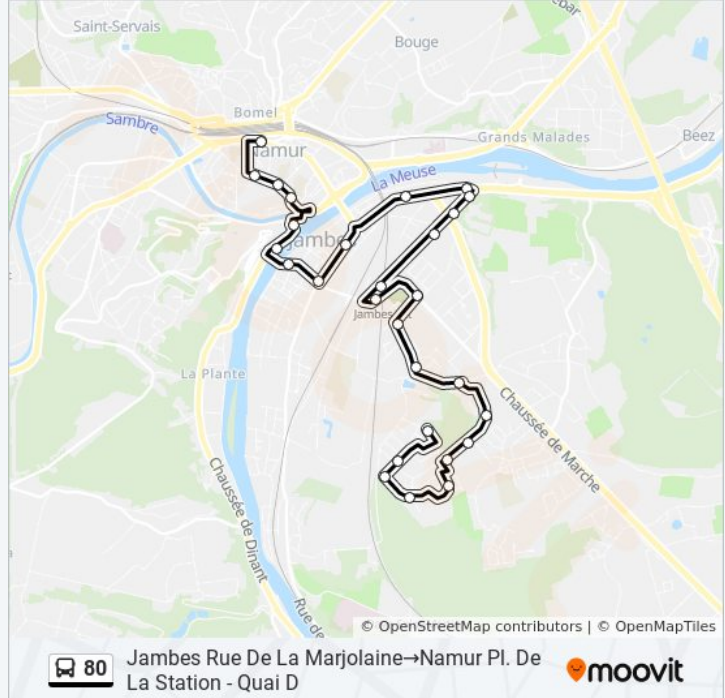 Saint-Servais
Bouge
Bomel
Sambre
Grands Malades
Beez
Namur
La Meuse
Jambes
La Plante
Chaussée de Marche
Chaussée de Dinant
Rue de
© OpenStreetMap contributors | © OpenMapTiles
80
Jambes Rue De La Marjolaine→Namur Pl. De
La Station - Quai D
moovit